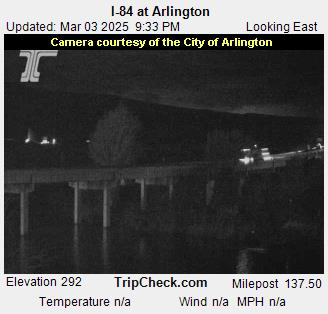 I-84 at Arlington
Updated: Mar 03 2025 9:33 PM Looking East
Camera courtesy of the City of Arlington
Elevation 292 TripCheck.com Milepost 137.50
Temperature n/a Wind n/a MPH n/a